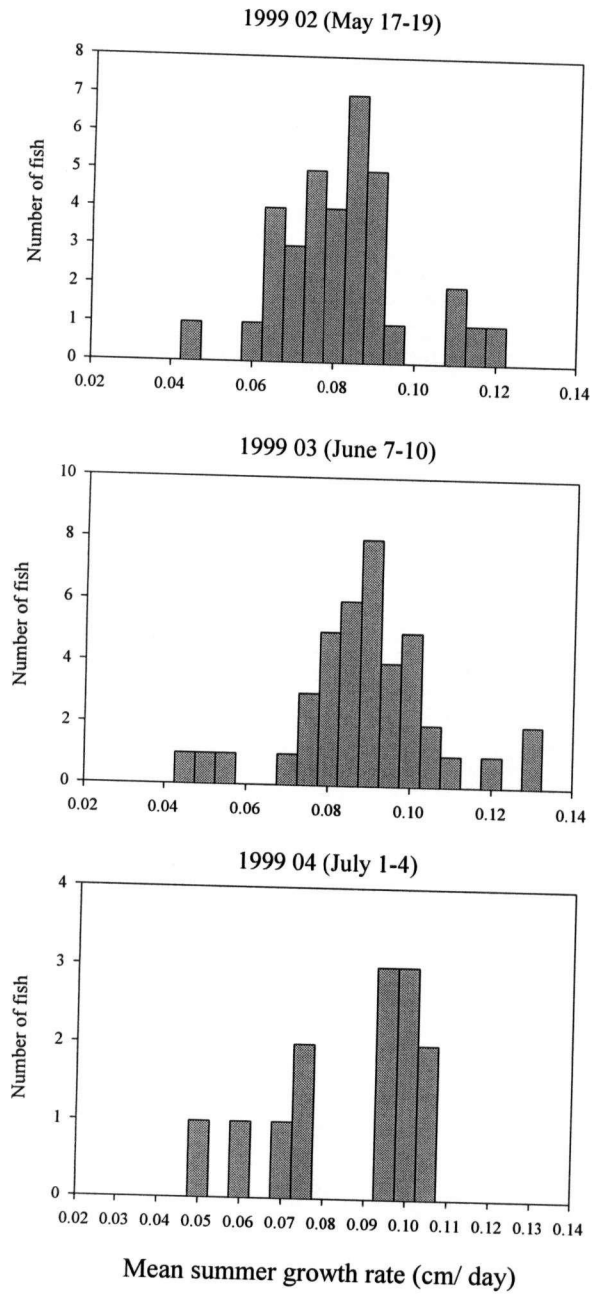 1999 02 (May 17-19)
8
7
6
5
4
3
2
1
0
Number of fish
0.02 0.04 0.06 0.08 0.10 0.12 0.14
1999 03 (June 7-10)
10
8
6
4
2
0
Number of fish
0.02 0.04 0.06 0.08 0.10 0.12 0.14
1999 04 (July 1-4)
4
3
2
1
0
Number of fish
0.02 0.03 0.04 0.05 0.06 0.07 0.08 0.09 0.10 0.11 0.12 0.13 0.14
Mean summer growth rate (cm/ day)